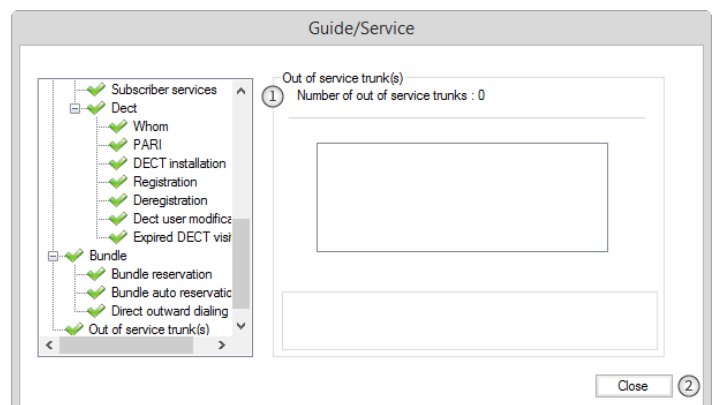 Guide/Service
Subscriber services
Dect
Whom
PARI
DECT installation
Registration
Deregistration
Dect user modifica
Expired DECT visi
Bundle
Bundle reservation
Bundle auto reservatic
Direct outward dialing
Out of service trunk(s)
Out of service trunk(s)
1 Number of out of service trunks : 0
Close 2